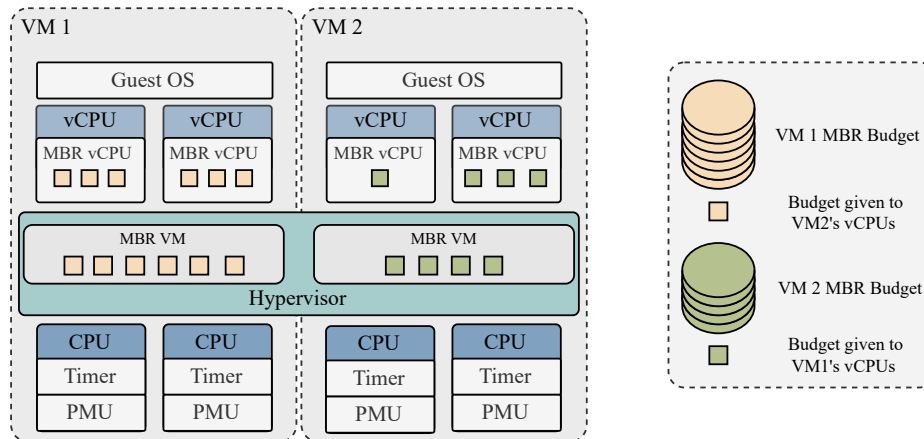 VM 1
VM 2
Guest OS
Guest OS
vCPU
vCPU
vCPU
vCPU
MBR vCPU
MBR vCPU
MBR vCPU
MBR vCPU
MBR VM
MBR VM
Hypervisor
CPU
CPU
CPU
CPU
Timer
Timer
Timer
Timer
PMU
PMU
PMU
PMU
VM 1 MBR Budget
Budget given to
VM2's vCPUs
VM 2 MBR Budget
Budget given to
VM1's vCPUs